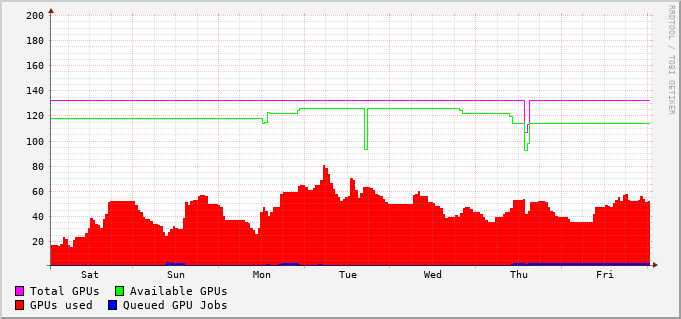 200
180
160
140
120
100
80
60
40
20
Sat Sun Mon Tue Wed Thu Fri
Total GPUs Available GPUs
GPUs used Queued GPU Jobs
RRDTOOL / TOBI OETIKER